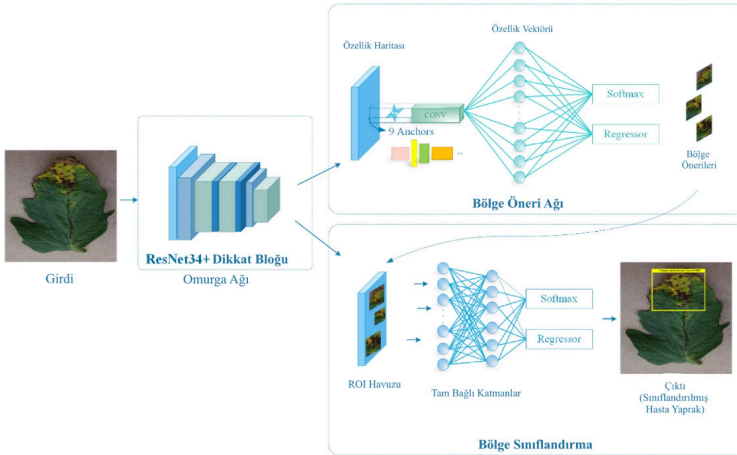 Özellik Haritası
Özellik Vektörü
CONV
9 Anchors
..
Softmax
Regressor
Bölge
Önerileri
Bölge Öneri Ağı
Girdi
ResNet34+ Dikkat Bloğu
Omurga Ağı
ROI Havuzu
Tam Bağlı Katmanlar
Softmax
Regressor
Çıktı
(Sınıflandırılmış
Hasta Yaprak)
Bölge Sınıflandırma